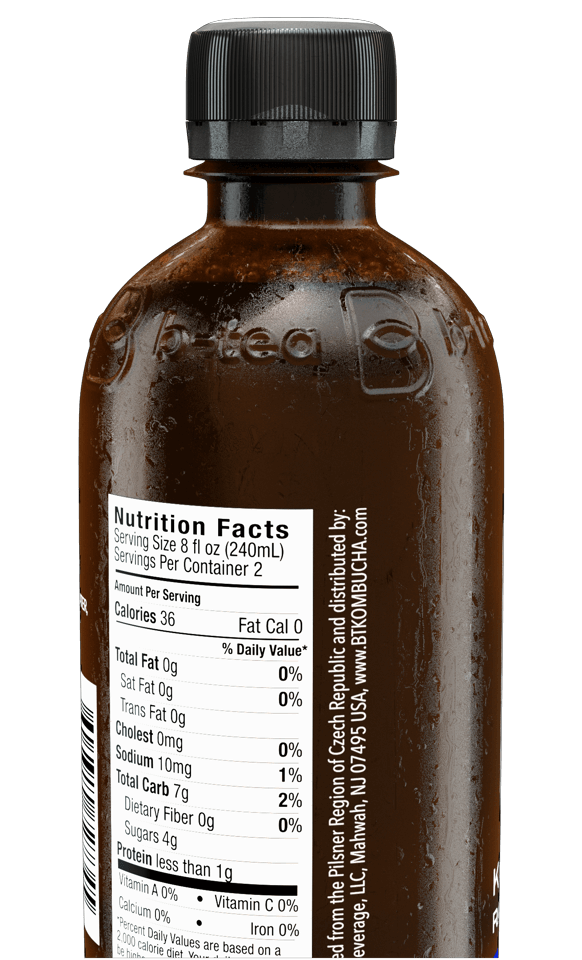 b-tea
Nutrition Facts
Serving Size 8 fl oz (240mL)
Servings Per Container 2
Amount Per Serving
Calories 36 Fat Cal 0
% Daily Value*
Total Fat 0g 0%
Sat Fat 0g 0%
Trans Fat 0g
Cholest 0mg 0%
Sodium 10mg 1%
Total Carb 7g 2%
Dietary Fiber 0g 0%
Sugars 4g
Protein less than 1g
Vitamin A 0% • Vitamin C 0%
Calcium 0% • Iron 0%
*Percent Daily Values are based on a
2,000 calorie diet.
from the Pilsner Region of Czech Republic and distributed by:
LLC, Mahwah, NJ 07495 USA, www.BTKOMBUCHA.com